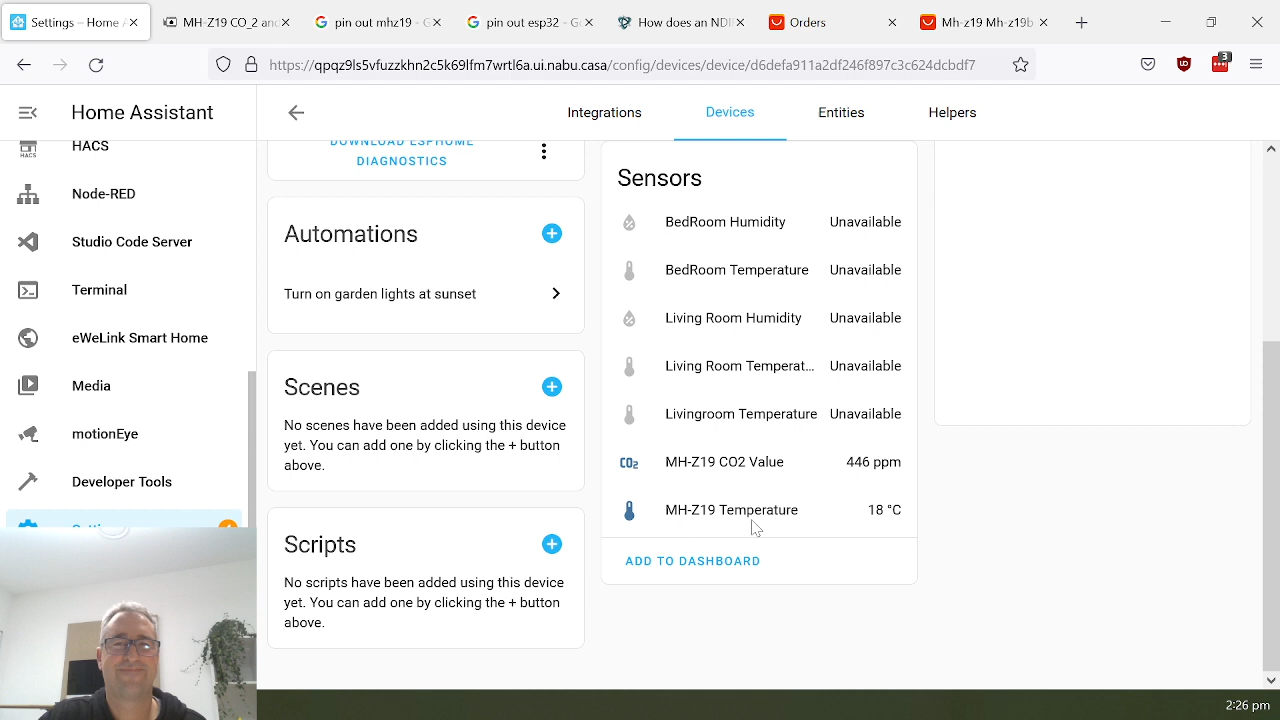 Settings – Home Assis
MH-Z19 CO_2 and
pin out mhz19 - G
pin out esp32 - Go
How does an NDI
Orders
Mh-z19 Mh-z19b
https://qpqz9ls5vfuzzkhn2c5k69lfm7wrtl6a.ui.nabu.casa/config/devices/device/d6defa911a2df246f897c3c624dcbdf7
3
Home Assistant
Integrations
Devices
Entities
Helpers
HACS
HACS
Node-RED
Studio Code Server
Terminal
eWeLink Smart Home
Media
motionEye
Developer Tools
DOWNLOAD ESPHOME
DIAGNOSTICS
Automations
Turn on garden lights at sunset
Scenes
No scenes have been added using this device
yet. You can add one by clicking the + button
above.
Scripts
No scripts have been added using this device
yet. You can add one by clicking the + button
above.
Sensors
BedRoom Humidity Unavailable
BedRoom Temperature Unavailable
Living Room Humidity Unavailable
Living Room Temperat... Unavailable
Livingroom Temperature Unavailable
CO₂ MH-Z19 CO2 Value 446 ppm
MH-Z19 Temperature 18 °C
ADD TO DASHBOARD
2:26 pm